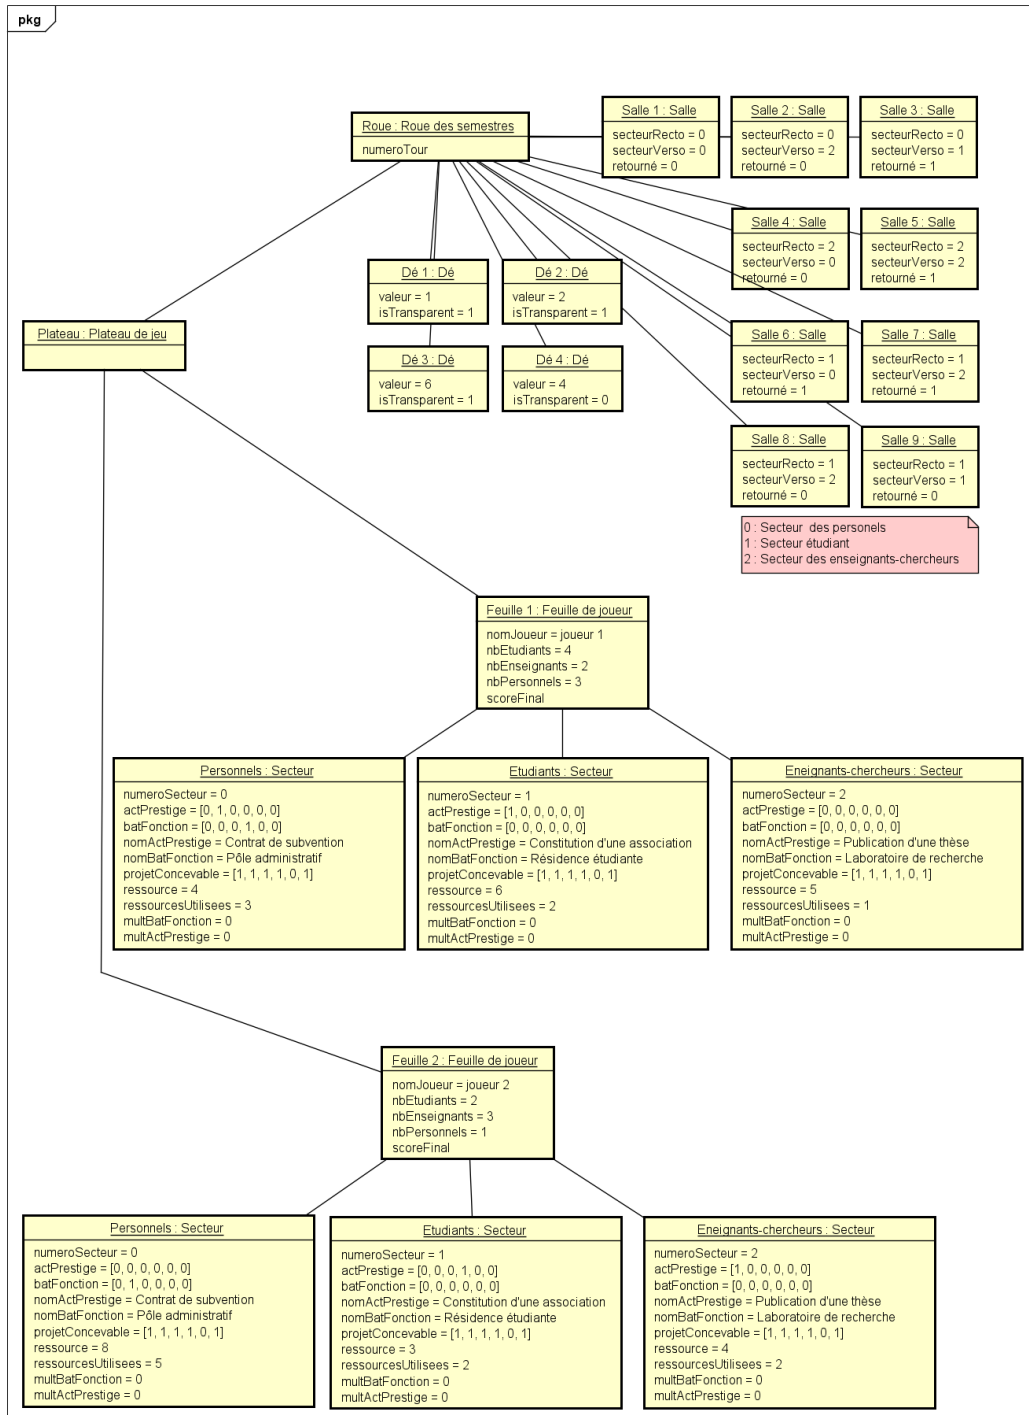 pkg
Roue : Roue des semestres
numeroTour
Salle 1 : Salle
secteurRecto = 0
secteurVerso = 0
retourné = 0
Salle 2 : Salle
secteurRecto = 0
secteurVerso = 2
retourné = 0
Salle 3 : Salle
secteurRecto = 0
secteurVerso = 1
retourné = 1
Salle 4 : Salle
secteurRecto = 2
secteurVerso = 0
retourné = 0
Salle 5 : Salle
secteurRecto = 2
secteurVerso = 2
retourné = 1
Dé 1 : Dé
valeur = 1
isTransparent = 1
Dé 2 : Dé
valeur = 2
isTransparent = 1
Plateau : Plateau de jeu
Dé 3 : Dé
valeur = 6
isTransparent = 1
Dé 4 : Dé
valeur = 4
isTransparent = 0
Salle 6 : Salle
secteurRecto = 1
secteurVerso = 0
retourné = 1
Salle 7 : Salle
secteurRecto = 1
secteurVerso = 2
retourné = 1
Salle 8 : Salle
secteurRecto = 1
secteurVerso = 2
retourné = 0
Salle 9 : Salle
secteurRecto = 1
secteurVerso = 1
retourné = 0
0 : Secteur des personels
1 : Secteur étudiant
2 : Secteur des enseignants-chercheurs
Feuille 1 : Feuille de joueur
nomJoueur = joueur 1
nbEtudiants = 4
nbEnseignants = 2
nbPersonnels = 3
scoreFinal
Personnels : Secteur
numeroSecteur = 0
actPrestige = [0, 1, 0, 0, 0, 0]
batFonction = [0, 0, 0, 1, 0, 0]
nomActPrestige = Contrat de subvention
nomBatFonction = Pôle administratif
projetConcevable = [1, 1, 1, 1, 0, 1]
ressource = 4
ressourcesUtilisees = 3
multBatFonction = 0
multActPrestige = 0
Etudiants : Secteur
numeroSecteur = 1
actPrestige = [1, 0, 0, 0, 0, 0]
batFonction = [0, 0, 0, 0, 0, 0]
nomActPrestige = Constitution d'une association
nomBatFonction = Résidence étudiante
projetConcevable = [1, 1, 1, 1, 0, 1]
ressource = 6
ressourcesUtilisees = 2
multBatFonction = 0
multActPrestige = 0
Eneignants-chercheurs : Secteur
numeroSecteur = 2
actPrestige = [0, 0, 0, 0, 0, 0]
batFonction = [0, 0, 0, 0, 0, 0]
nomActPrestige = Publication d'une thèse
nomBatFonction = Laboratoire de recherche
projetConcevable = [1, 1, 1, 1, 0, 1]
ressource = 5
ressourcesUtilisees = 1
multBatFonction = 0
multActPrestige = 0
Feuille 2 : Feuille de joueur
nomJoueur = joueur 2
nbEtudiants = 2
nbEnseignants = 3
nbPersonnels = 1
scoreFinal
Personnels : Secteur
numeroSecteur = 0
actPrestige = [0, 0, 0, 0, 0, 0]
batFonction = [0, 1, 0, 0, 0, 0]
nomActPrestige = Contrat de subvention
nomBatFonction = Pôle administratif
projetConcevable = [1, 1, 1, 1, 0, 1]
ressource = 8
ressourcesUtilisees = 5
multBatFonction = 0
multActPrestige = 0
Etudiants : Secteur
numeroSecteur = 1
actPrestige = [0, 0, 0, 1, 0, 0]
batFonction = [0, 0, 0, 0, 0, 0]
nomActPrestige = Constitution d'une association
nomBatFonction = Résidence étudiante
projetConcevable = [1, 1, 1, 1, 0, 1]
ressource = 3
ressourcesUtilisees = 2
multBatFonction = 0
multActPrestige = 0
Eneignants-chercheurs : Secteur
numeroSecteur = 2
actPrestige = [1, 0, 0, 0, 0, 0]
batFonction = [0, 0, 0, 0, 0, 0]
nomActPrestige = Publication d'une thèse
nomBatFonction = Laboratoire de recherche
projetConcevable = [1, 1, 1, 1, 0, 1]
ressource = 4
ressourcesUtilisees = 2
multBatFonction = 0
multActPrestige = 0